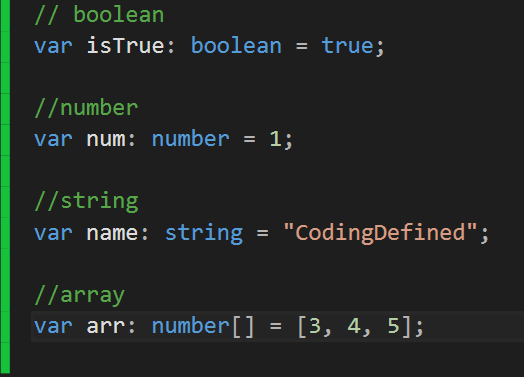 // boolean
var isTrue: boolean = true;
//number
var num: number = 1;
//string
var name: string = "CodingDefined";
//array
var arr: number[] = [3, 4, 5];